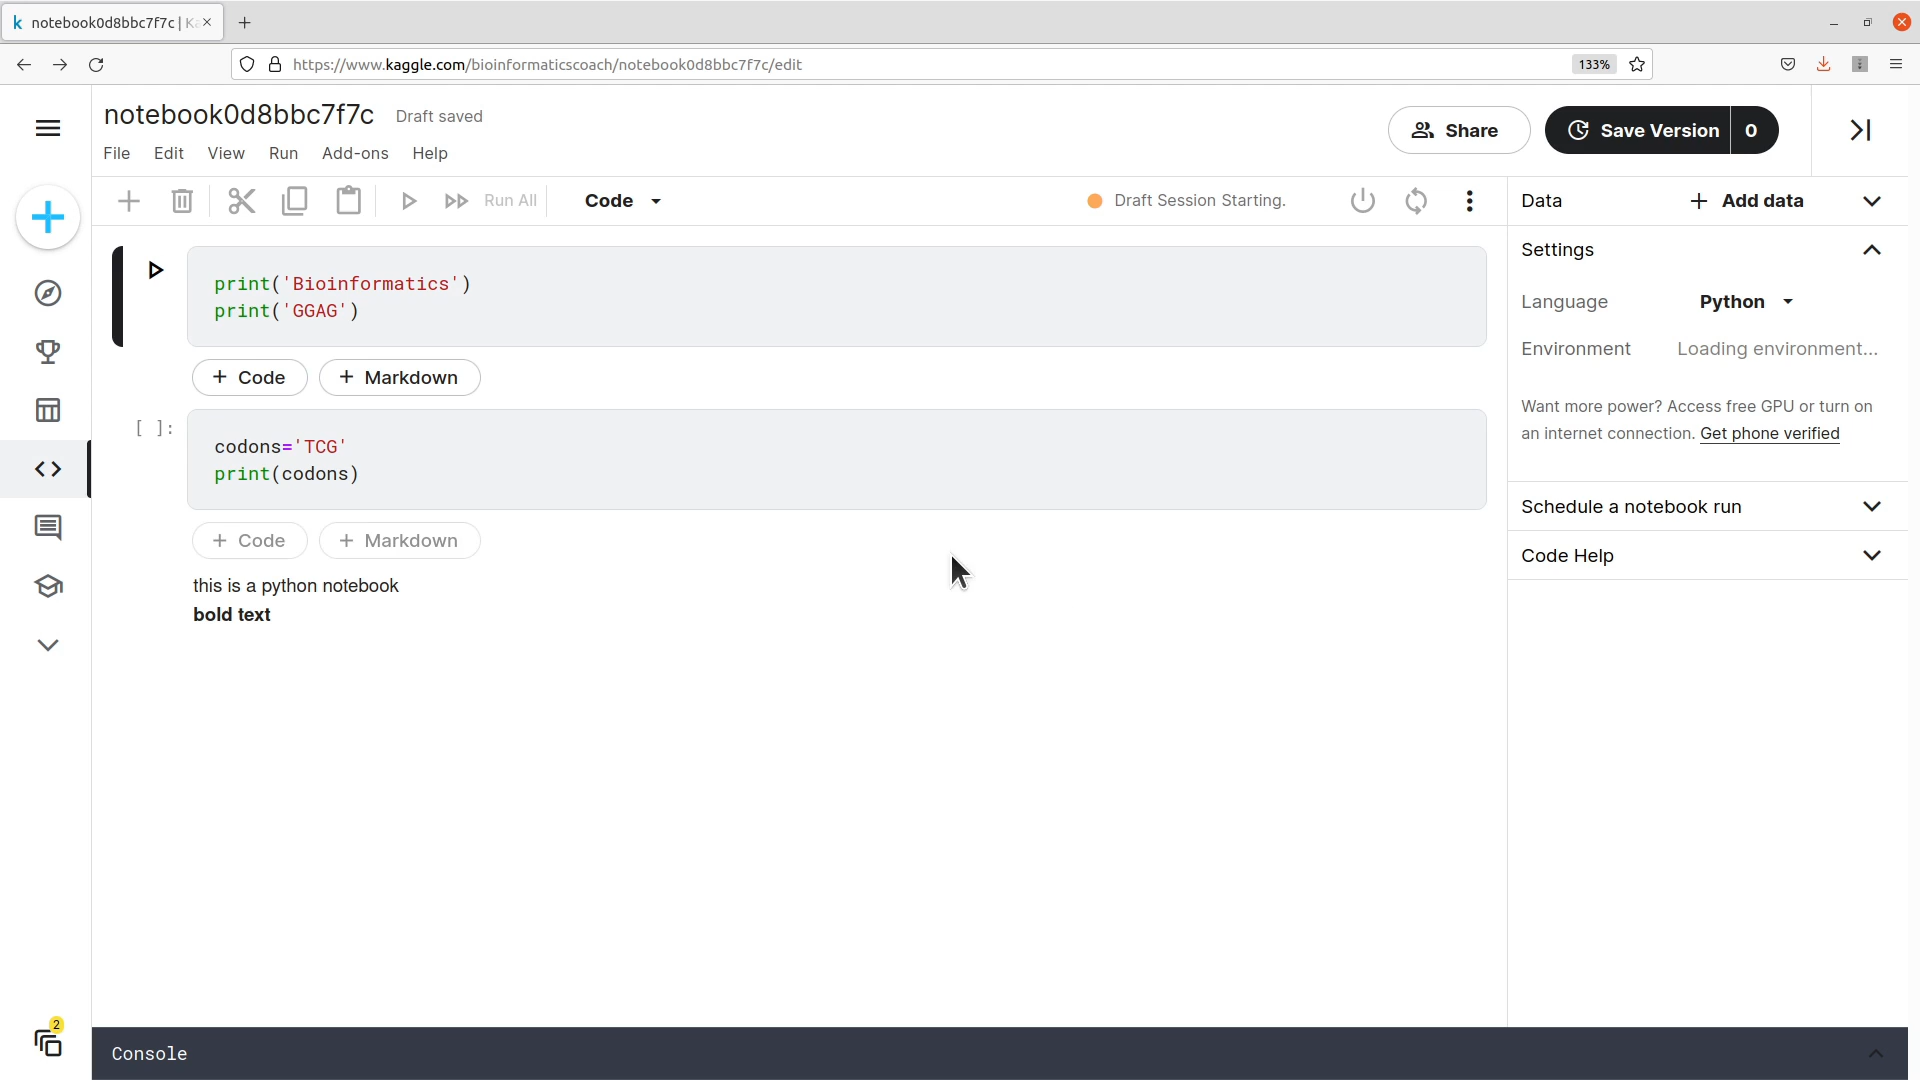 notebook0d8bbc7f7c | Ka
https://www.kaggle.com/bioinformaticscoach/notebook0d8bbc7f7c/edit
133%
notebook0d8bbc7f7c Draft saved
File Edit View Run Add-ons Help
Share
Save Version 0
Run All
Code
Draft Session Starting.
Data
+ Add data
print('Bioinformatics')
print('GGAG')
Settings
Language Python
Environment Loading environment...
+ Code + Markdown
Want more power? Access free GPU or turn on
an internet connection. Get phone verified
[ ]:
codons='TCG'
print(codons)
Schedule a notebook run
+ Code + Markdown
Code Help
this is a python notebook
bold text
2
Console